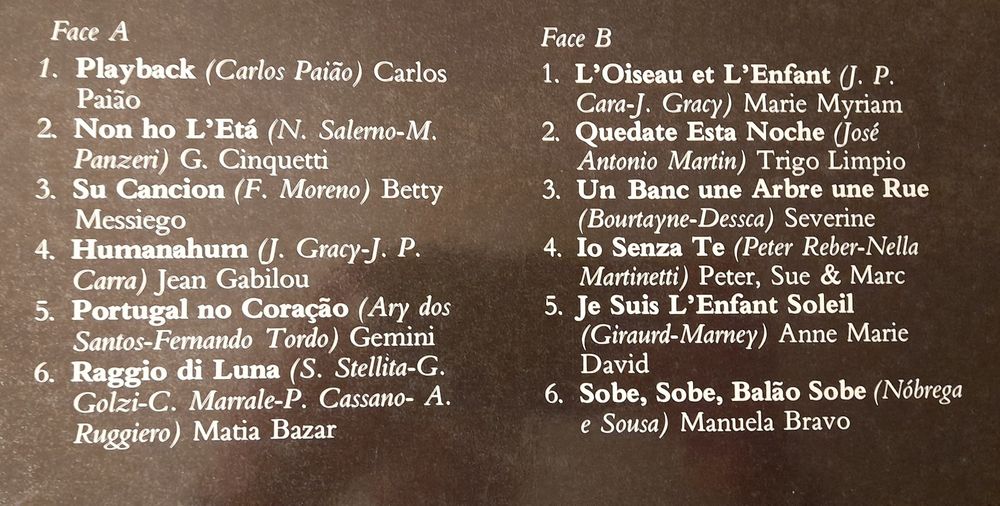 Face A
1. Playback (Carlos Paião) Carlos
Paião
2. Non ho L'Etá (N. Salerno-M.
Panzeri) G. Cinquetti
3. Su Cancion (F. Moreno) Betty
Messiego
4. Humanahum (J. Gracy-J. P.
Carra) Jean Gabilou
5. Portugal no Coração (Ary dos
Santos-Fernando Tordo) Gemini
6. Raggio di Luna (S. Stellita-G.
Golzi-C. Marrale-P. Cassano- A.
Ruggiero) Matia Bazar
Face B
1. L'Oiseau et L'Enfant (J. P.
Cara-J. Gracy) Marie Myriam
2. Quedate Esta Noche (José
Antonio Martin) Trigo Limpio
3. Un Banc une Arbre une Rue
(Bourtayne-Dessca) Severine
4. Io Senza Te (Peter Reber-Nella
Martinetti) Peter, Sue & Marc
5. Je Suis L'Enfant Soleil
(Giraurd-Marney) Anne Marie
David
6. Sobe, Sobe, Balão Sobe (Nóbrega
e Sousa) Manuela Bravo